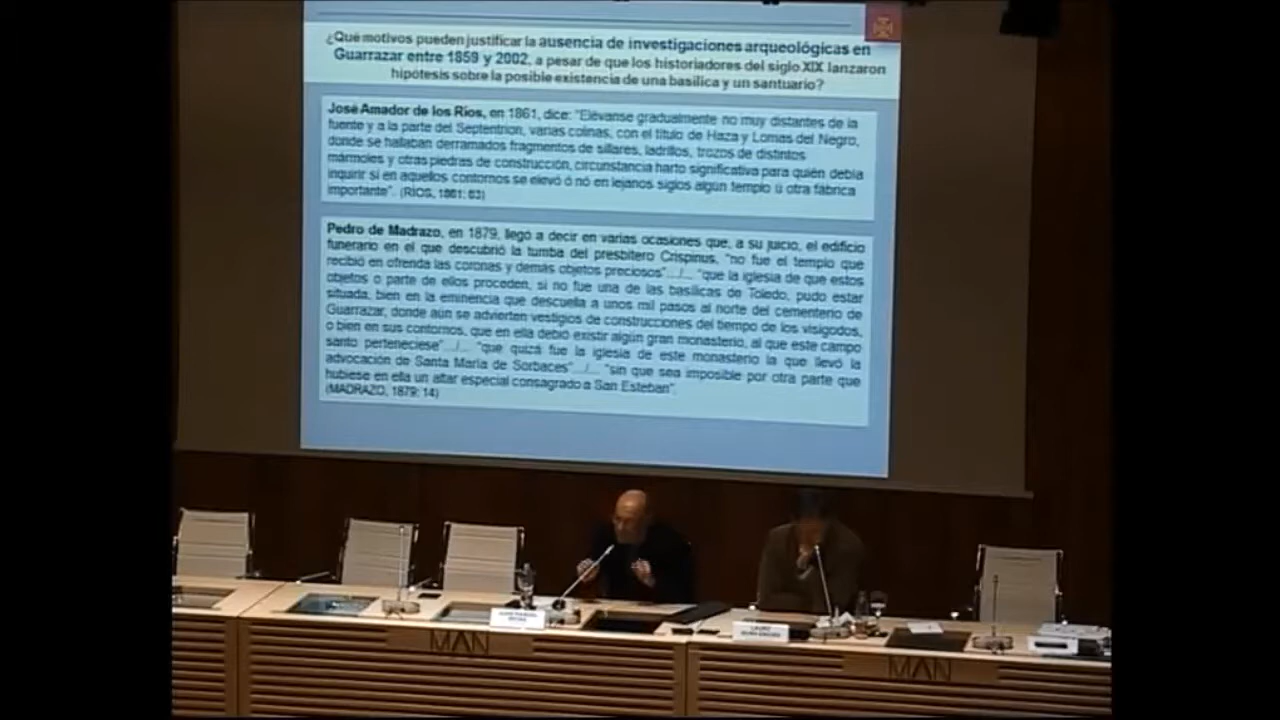 ¿Qué motivos pueden justificar la ausencia de investigaciones arqueológicas en
Guarrazar entre 1859 y 2002, a pesar de que los historiadores del siglo XIX lanzaron
hipótesis sobre la posible existencia de una basílica y un santuario?
José Amador de los Ríos, en 1861, dice: "Elévanse gradualmente no muy distantes de la
fuente y a la parte del Septentrion, varias colinas, con el título de Haza y Lomas del Negro,
donde se hallaban derramados fragmentos de sillares, ladrillos, trozos de distintos
mármoles y otras piedras de construcción, circunstancia harto significativa para quién debía
inquirir si en aquellos contornos se elevó ó nó en lejanos siglos algún templo ú otra fábrica
importante". (RIOS, 1861: 63)
Pedro de Madrazo, en 1879, llegó a decir en varias ocasiones que, a su juicio, el edificio
funerario en el que descubrió la tumba del presbítero Crispinus, "no fue el templo que
recibió en ofrenda las coronas y demás objetos preciosos" .../... "que la iglesia de que estos
objetos o parte de ellos proceden, si no fue una de las basílicas de Toledo, pudo estar
situada, bien en la eminencia que descuella a unos mil pasos al norte del cementerio de
Guarrazar, donde aún se advierten vestigios de construcciones del tiempo de los visigodos,
o bien en sus contornos, que en ella debió existir algún gran monasterio, al que este campo
santo perteneciese" .../... "que quizá fue la iglesia de este monasterio la que llevó la
advocación de Santa María de Sorbaces" .../... "sin que sea imposible por otra parte que
hubiese en ella un altar especial consagrado a San Esteban".
(MADRAZO, 1879: 14)
MAN
MAN